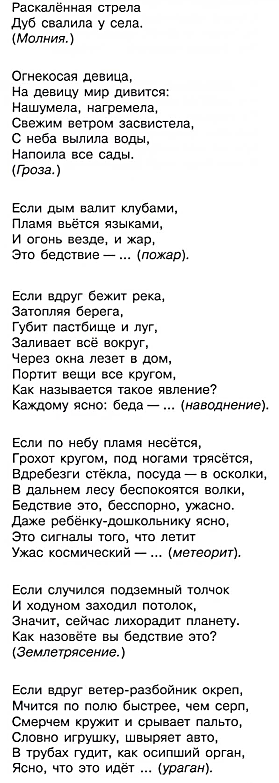 Раскалённая стрела
Дуб свалила у села.
(Молния.)
Огнекосая девица,
На девицу мир дивится:
Нашумела, нагремела,
Свежим ветром засвистела,
С неба вылила воды,
Напоила все сады.
(Гроза.)
Если дым валит клубами,
Пламя вьётся языками,
И огонь везде, и жар,
Это бедствие — ... (пожар).
Если вдруг бежит река,
Затопляя берега,
Губит пастбище и луг,
Заливает всё вокруг,
Через окна лезет в дом,
Портит вещи все кругом,
Как называется такое явление?
Каждому ясно: беда — ... (наводнение).
Если по небу пламя несётся,
Грохот кругом, под ногами трясётся,
Вдребезги стёкла, посуда — в осколки,
В дальнем лесу беспокоятся волки,
Бедствие это, бесспорно, ужасно.
Даже ребёнку-дошкольнику ясно,
Это сигналы того, что летит
Ужас космический — ... (метеорит).
Если случился подземный толчок
И ходуном заходил потолок,
Значит, сейчас лихорадит планету.
Как назовёте вы бедствие это?
(Землетрясение.)
Если вдруг ветер-разбойник окреп,
Мчится по полю быстрее, чем серп,
Смерчем кружит и срывает пальто,
Словно игрушку, швыряет авто,
В трубах гудит, как осипший орган,
Ясно, что это идёт ... (ураган).